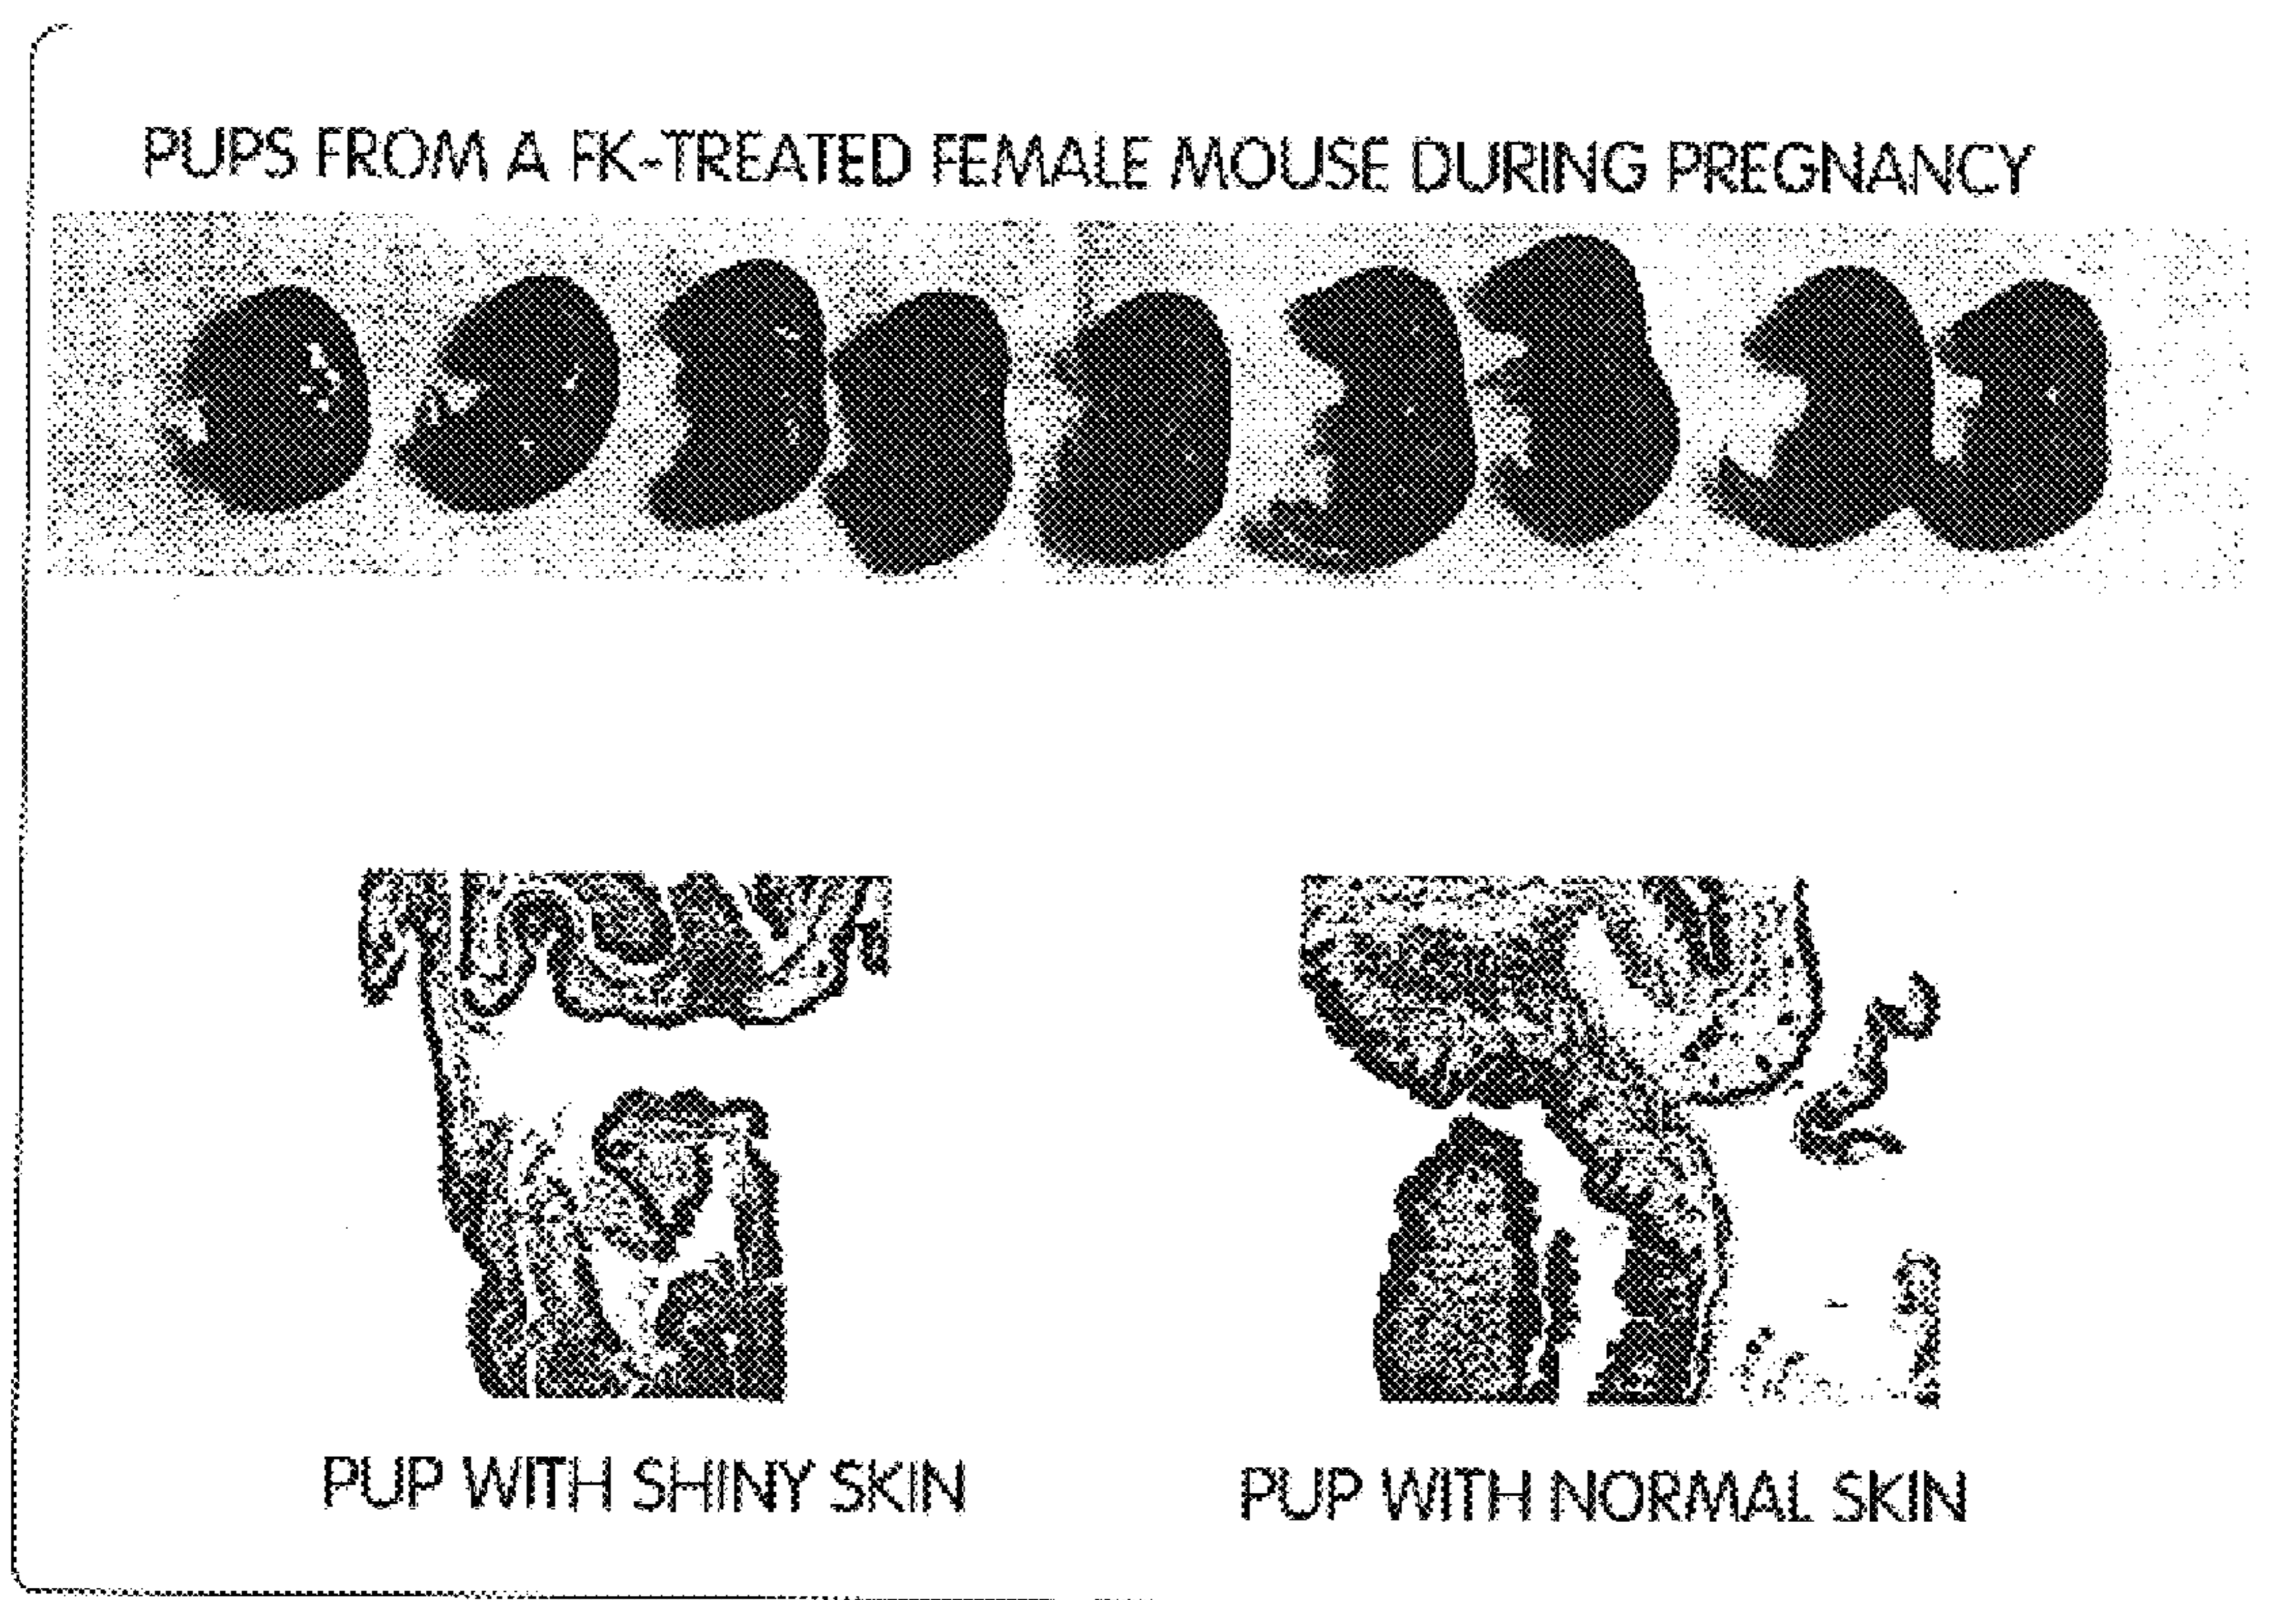 PUPS FROM A FK-TREATED FEMALE MOUSE DURING PREGNANCY
PUP WITH SHINY SKIN
PUP WITH NORMAL SKIN